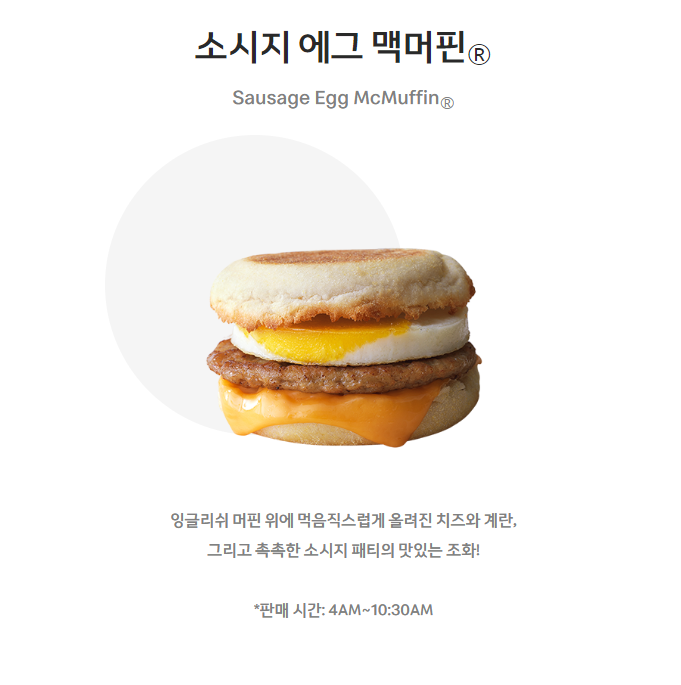 소시지 에그 맥머핀®
Sausage Egg McMuffin®
잉글리쉬 머핀 위에 먹음직스럽게 올려진 치즈와 계란,
그리고 촉촉한 소시지 패티의 맛있는 조화!
*판매 시간: 4AM~10:30AM